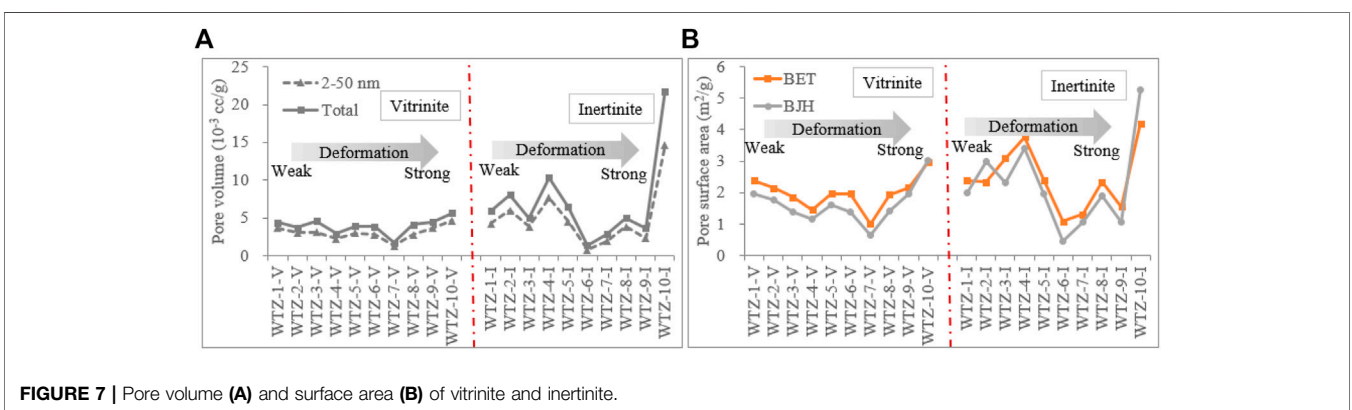 A
B
25
20
15
10
5
0
Pore volume (10⁻³ cc/g)
2-50 nm
Total
Vitrinite
Inertinite
Deformation
Deformation
Weak
Strong
Weak
Strong
WTZ-1-V
WTZ-2-V
WTZ-3-V
WTZ-4-V
WTZ-5-V
WTZ-6-V
WTZ-7-V
WTZ-8-V
WTZ-9-V
WTZ-10-V
WTZ-1-I
WTZ-2-I
WTZ-3-I
WTZ-4-I
WTZ-5-I
WTZ-6-I
WTZ-7-I
WTZ-8-I
WTZ-9-I
WTZ-10-I
6
5
4
3
2
1
0
Pore surface area (m²/g)
BET
BJH
Vitrinite
Inertinite
Deformation
Deformation
Weak
Strong
Weak
Strong
WTZ-1-V
WTZ-2-V
WTZ-3-V
WTZ-4-V
WTZ-5-V
WTZ-6-V
WTZ-7-V
WTZ-8-V
WTZ-9-V
WTZ-10-V
WTZ-1-I
WTZ-2-I
WTZ-3-I
WTZ-4-I
WTZ-5-I
WTZ-6-I
WTZ-7-I
WTZ-8-I
WTZ-9-I
WTZ-10-I
FIGURE 7 | Pore volume (A) and surface area (B) of vitrinite and inertinite.